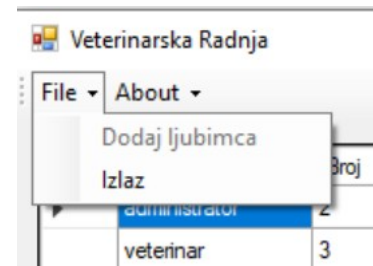 Veterinarska Radnja
File About
Dodaj ljubimca
Broj
Izlaz
administrator 2
veterinar 3